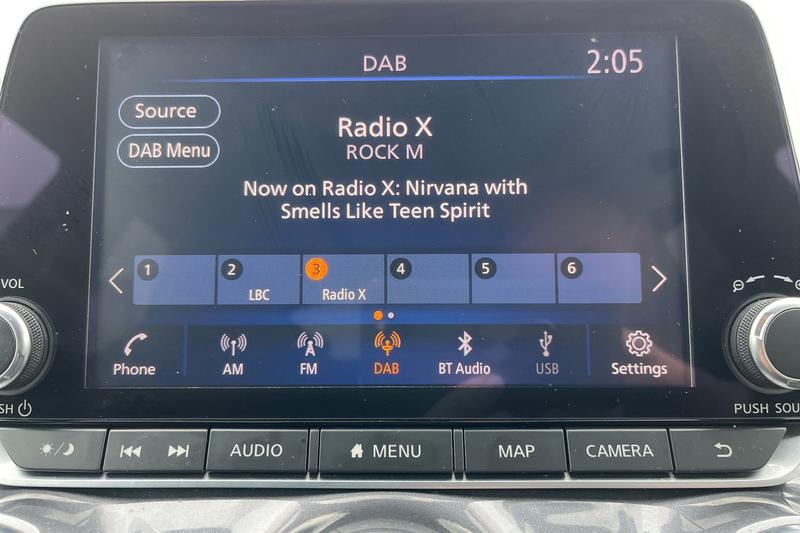 DAB
2:05
Source
Radio X
DAB Menu
ROCK M
Now on Radio X: Nirvana with
Smells Like Teen Spirit
1
2
LBC
3
Radio X
4
5
6
VOL
Phone
AM
FM
DAB
BT Audio
USB
Settings
SH
PUSH SOU
AUDIO
MENU
MAP
CAMERA